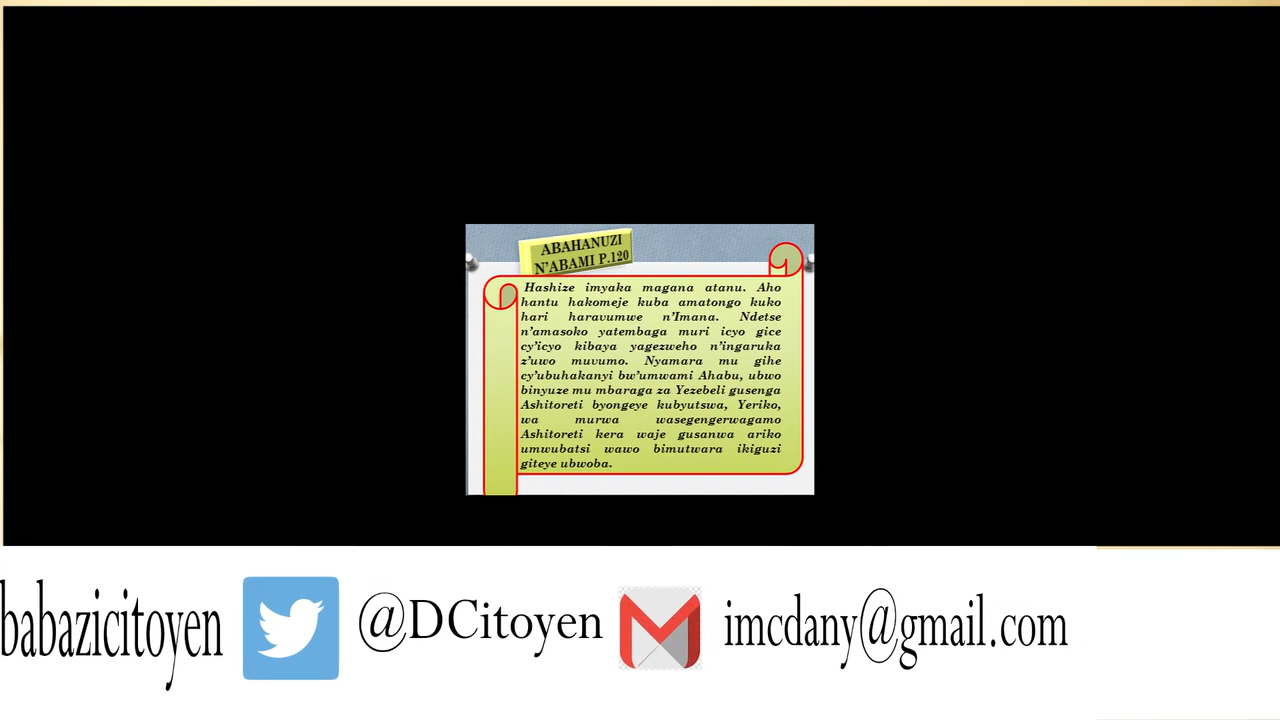 ABAHANUZI
N'ABAMI P.120
Hashize imyaka magana atanu. Aho
hantu hakomeje kuba amatongo kuko
hari haravumwe n'Imana. Ndetse
n'amasoko yatembaga muri icyo gice
cy'icyo kibaya yagezweho n'ingaruka
z'uwo muvumo. Nyamara mu gihe
cy'ubuhakanyi bw'umwami Ahabu, ubwo
binyuze mu mbaraga za Yezebeli gusenga
Ashitoreti byongeye kubyutswa, Yeriko,
wa murwa wasegengerwagamo
Ashitoreti kera waje gusanwa ariko
umwubatsi wawo bimutwara ikiguzi
giteye ubwoba.
babazicitoyen @DCitoyen imcdany@gmail.com